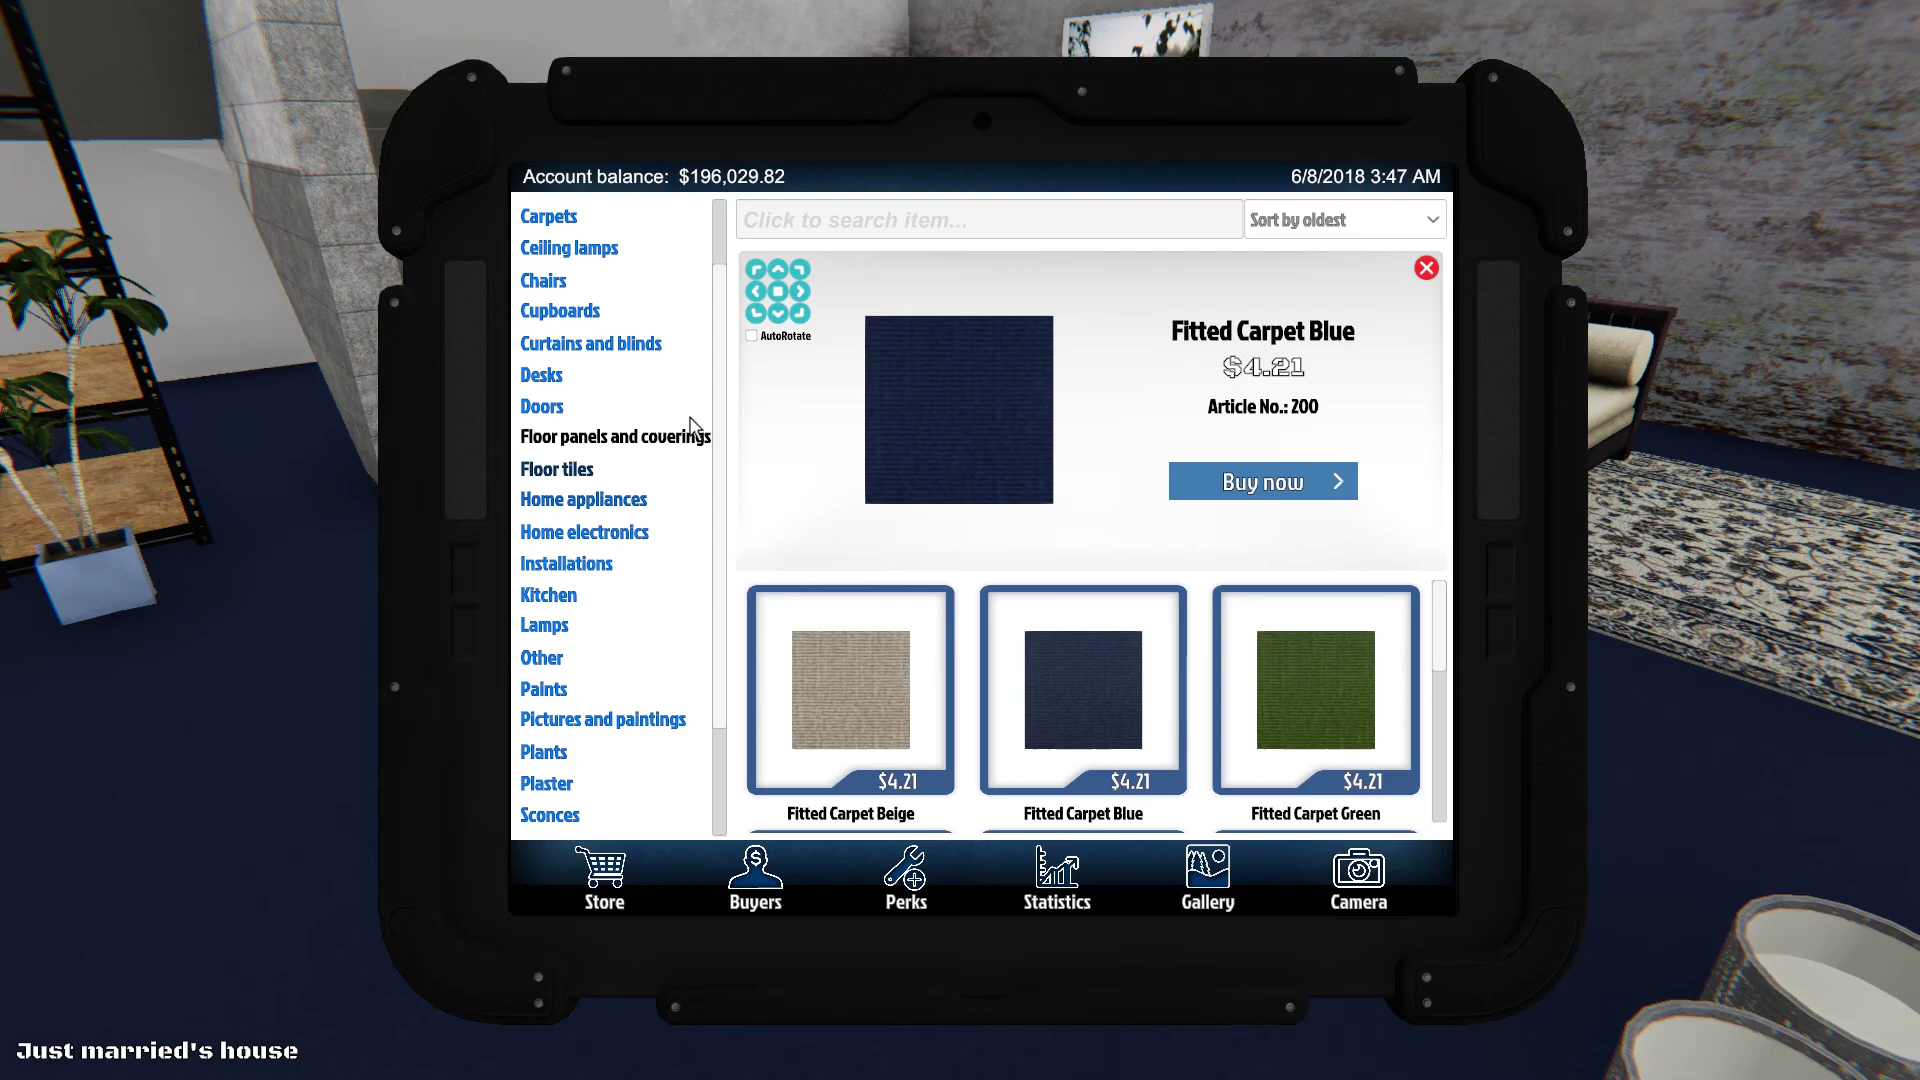 Account balance: $196,029.82
6/8/2018 3:47 AM
Carpets
Ceiling lamps
Chairs
Cupboards
Curtains and blinds
Desks
Doors
Floor panels and coverings
Floor tiles
Home appliances
Home electronics
Installations
Kitchen
Lamps
Other
Paints
Pictures and paintings
Plants
Plaster
Sconces
Click to search item...
Sort by oldest
AutoRotate
Fitted Carpet Blue
$4.21
Article No.: 200
Buy now
$4.21
$4.21
$4.21
Fitted Carpet Beige
Fitted Carpet Blue
Fitted Carpet Green
Store
Buyers
Perks
Statistics
Gallery
Camera
Just married's house